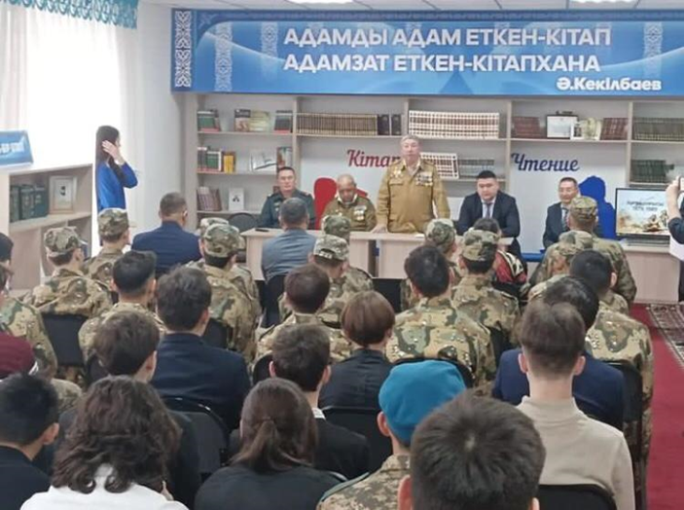 АДАМДЫ АДАМ ЕТКЕН-КІТАП
АДАМЗАТ ЕТКЕН-КІТАПХАНА
Ә.Кекілбаев
Кітап
Чтение